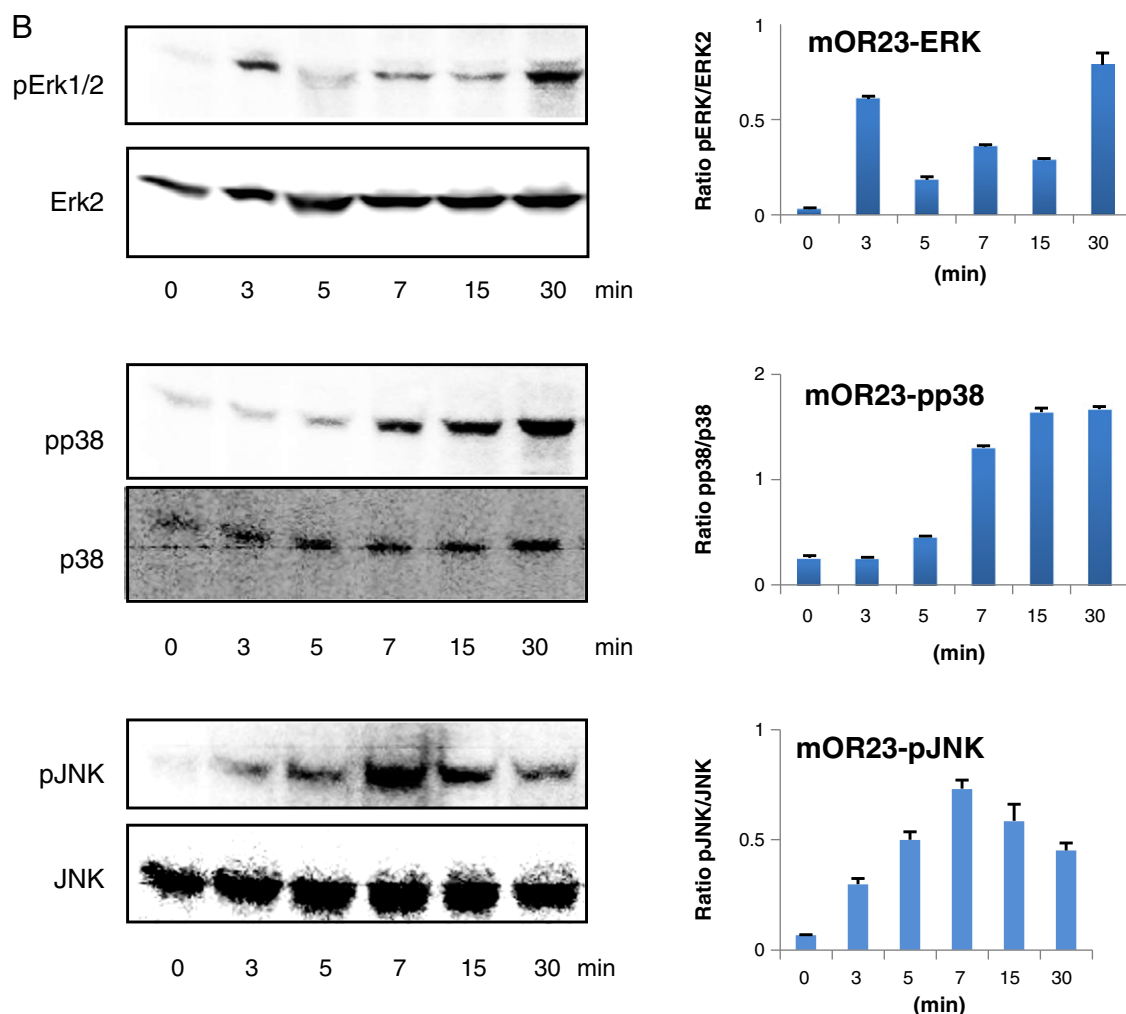 B
pErk1/2
Erk2
0 3 5 7 15 30 min
Ratio pERK/ERK2
mOR23-ERK
1
0.5
0
0 3 5 7 15 30
(min)
pp38
p38
0 3 5 7 15 30 min
Ratio pp38/p38
mOR23-pp38
2
1
0
0 3 5 7 15 30
(min)
pJNK
JNK
0 3 5 7 15 30 min
Ratio pJNK/JNK
mOR23-pJNK
1
0.5
0
0 3 5 7 15 30
(min)